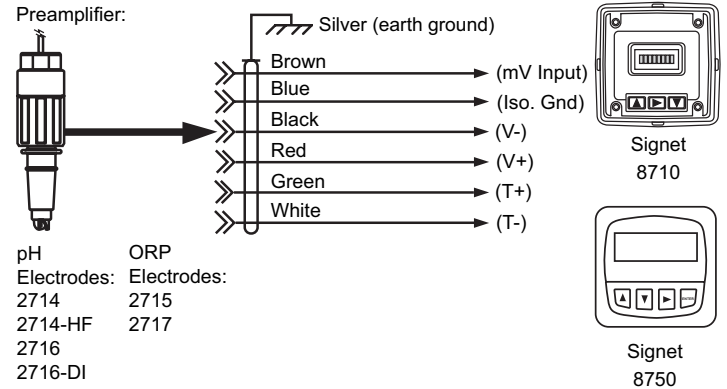 Preamplifier:
Silver (earth ground)
Brown
(mV Input)
Blue
(Iso. Gnd)
Black
(V-)
Red
(V+)
Green
(T+)
White
(T-)
Signet
8710
pH
Electrodes:
2714
2714-HF
2716
2716-DI
ORP
Electrodes:
2715
2717
ENTER
Signet
8750